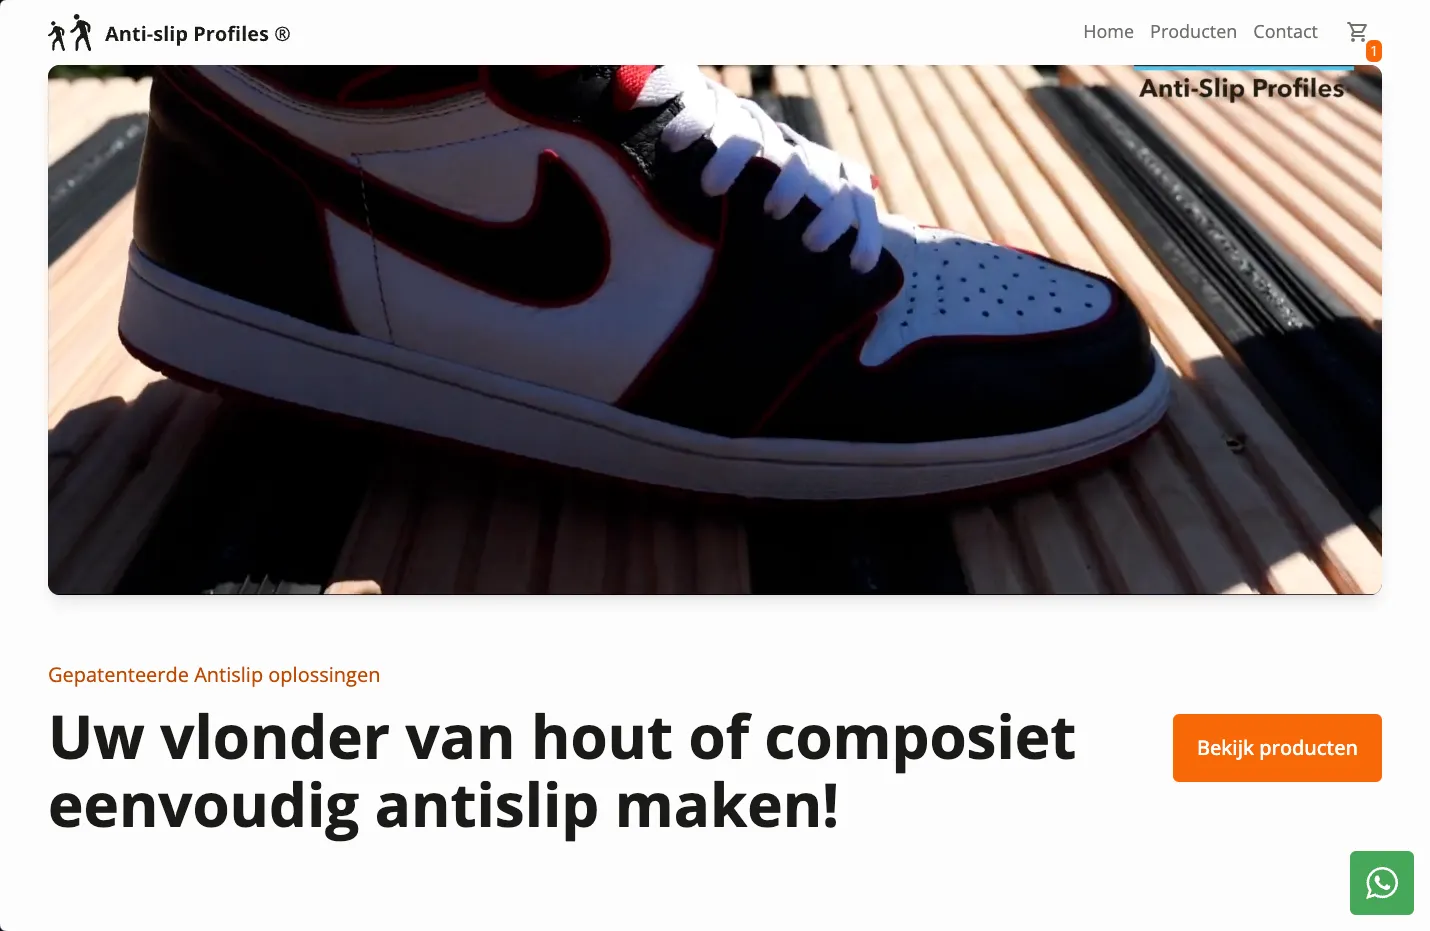 Anti-slip Profiles ®
Home Producten Contact
1
Anti-Slip Profiles
Gepatenteerde Antislip oplossingen
Uw vlonder van hout of composiet
eenvoudig antislip maken!
Bekijk producten